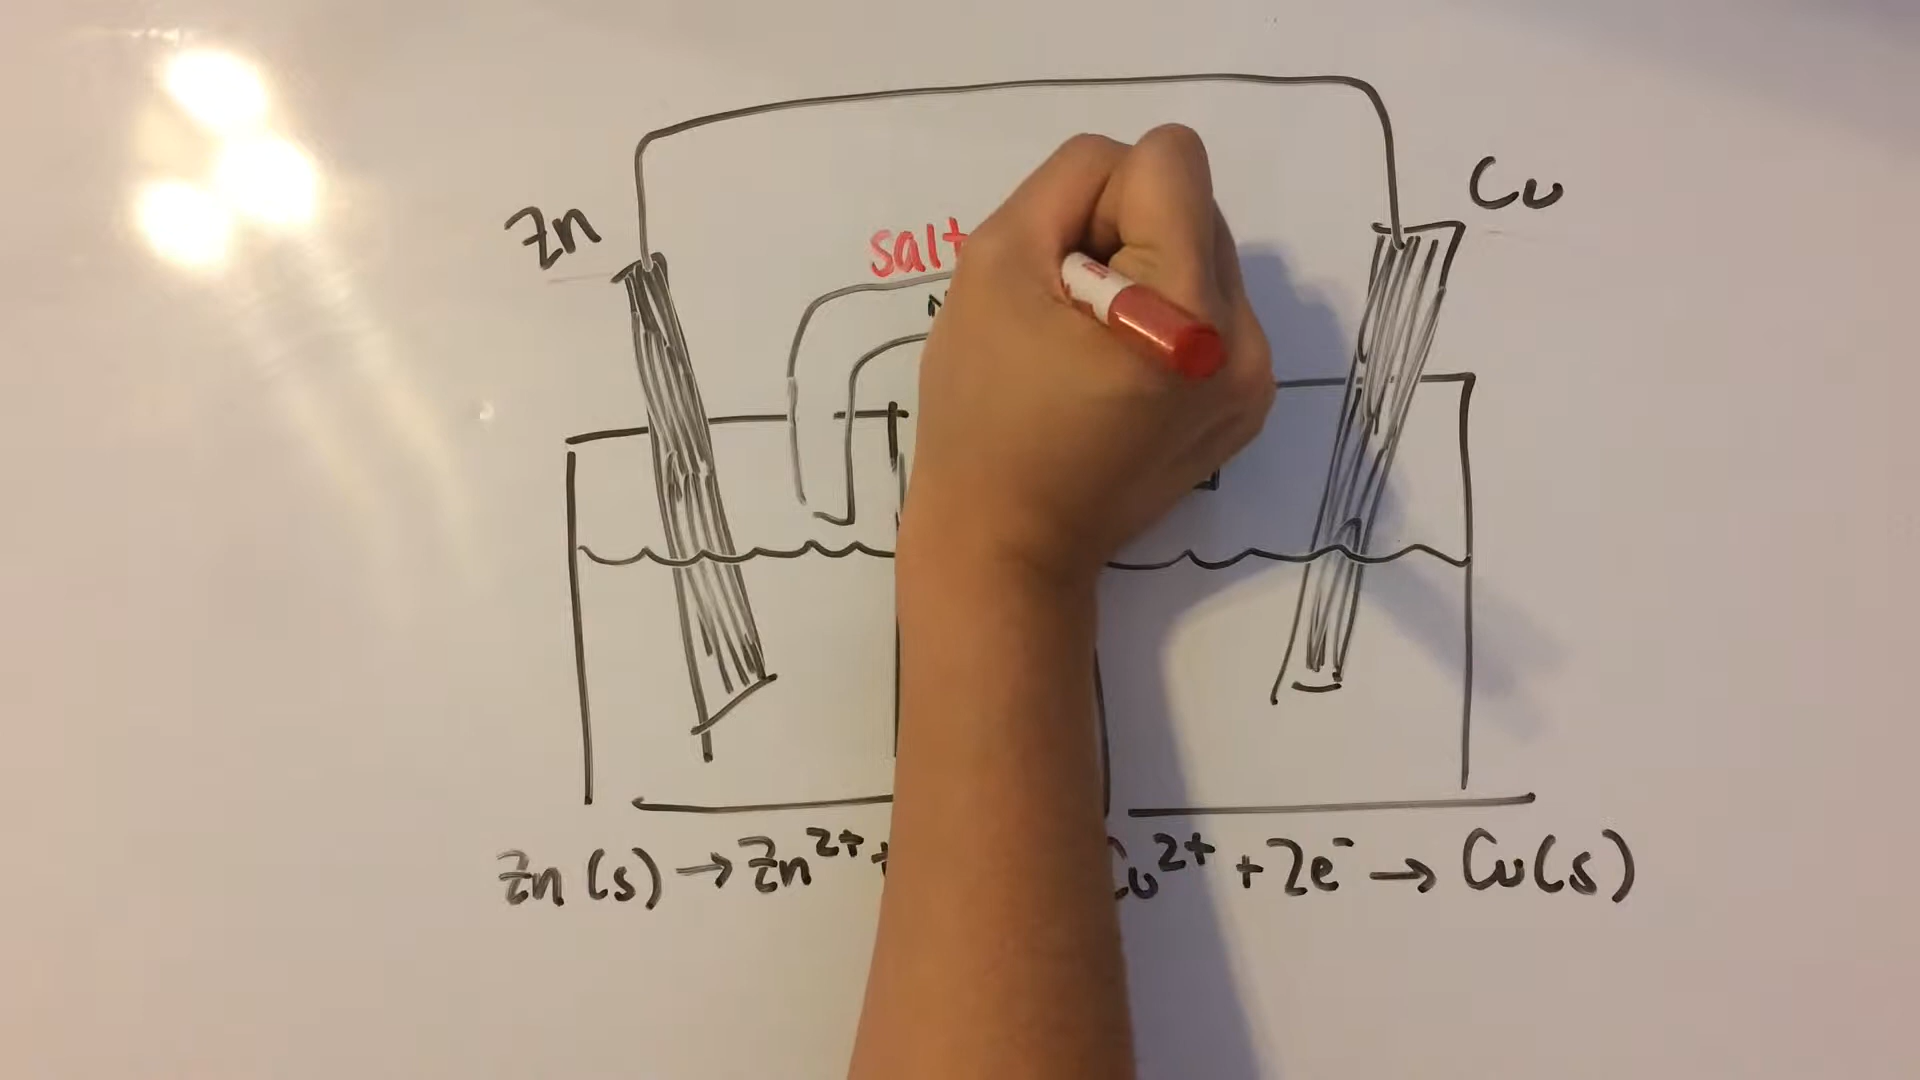 Cu
Zn
salt
Zn (s) → Zn²⁺ +
Cu²⁺ + 2e⁻ → Cu(s)